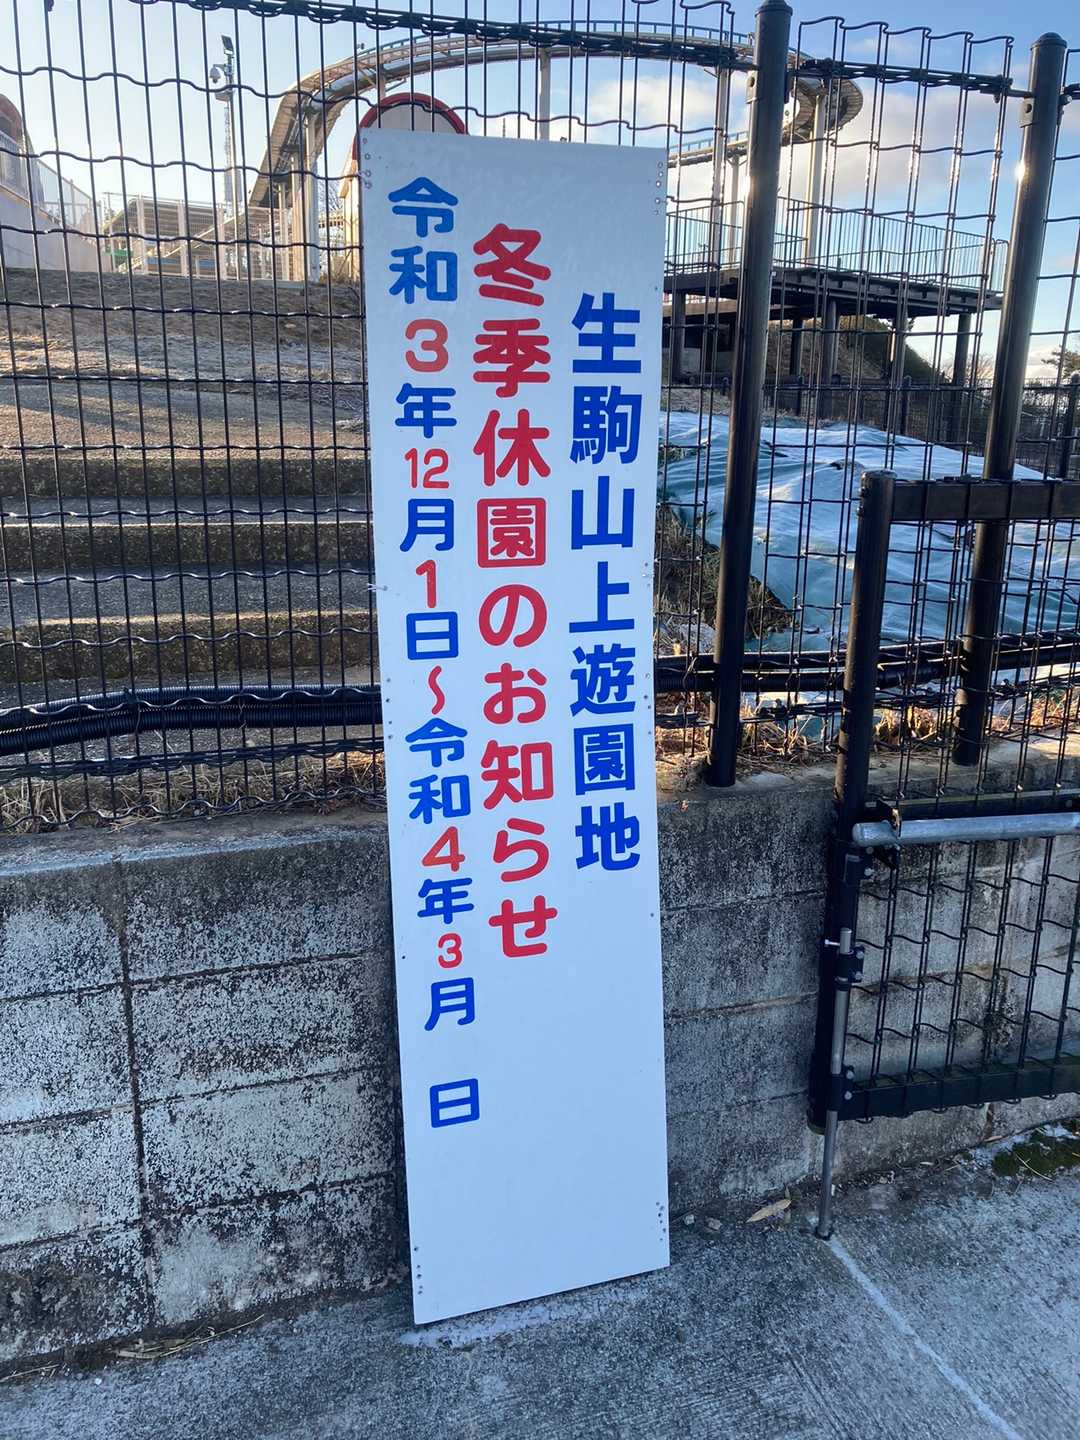 生駒山上遊園地
冬季休園のお知らせ
令和3年12月1日～令和4年3月 日